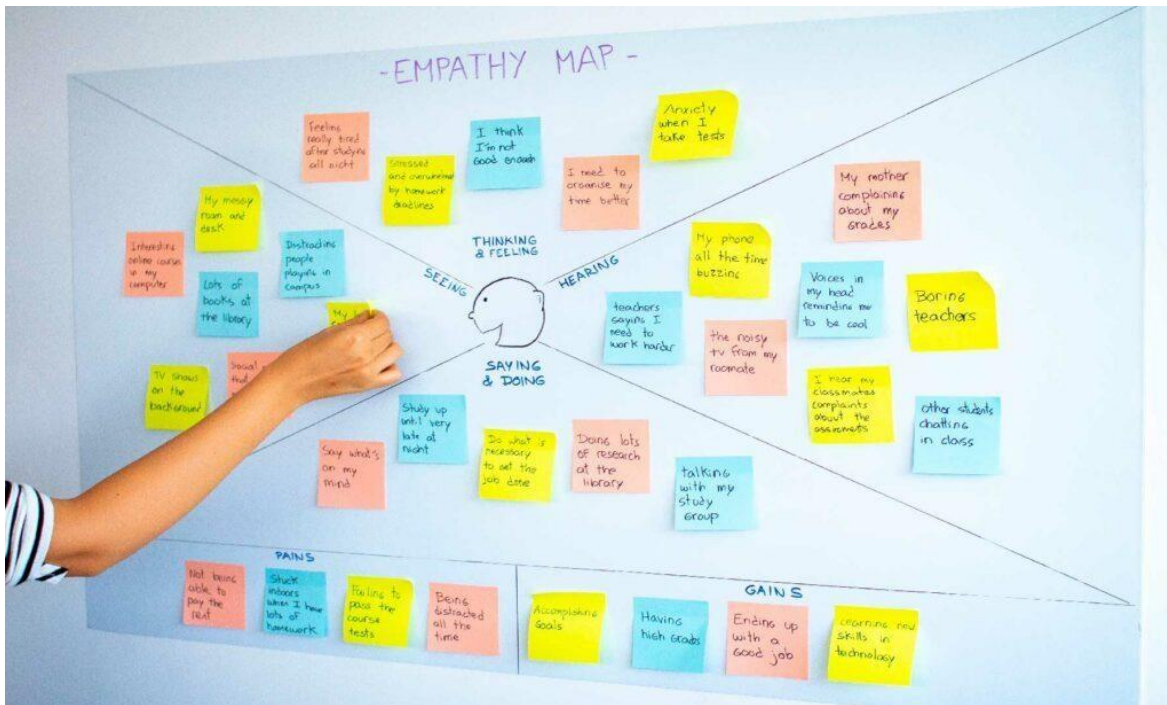 - EMPATHY MAP -
Feeling
really tired
after studying
all night
Stressed
and overwhelmed
by homework
deadlines
I think
I'm not
Good enough
I need to
organise my
time better
Anxiety
when I
take tests
THINKING
& FEELING
SEEING
My messy
room and
desk
Interesting
online courses
in my
computer
Lots of
books at
the library
Distracting
people
playing in
campus
My
TV shows
on the
background
Social
that
HEARING
My mother
complaining
about my
grades
My phone
all the time
buzzing
Voices in
my head
reminding me
to be cool
Boring
teachers
teachers
saying I
need to
work harder
the noisy
tv from my
roomate
I hear my
classmates
complaints
about the
other students
chatting
in class
SAYING
& DOING
Say what's
on my
mind
Study up
until very
late at
night
Do what is
necessary
to get the
job done
Doing lots
of research
at the
library
talking
with my
study
group
PAINS
Not being
able to
pay the
rent
Stuck
indoors
when I have
lots of
homework
to
pass the
course
tests
Being
distracted
all the
time
GAINS
Accomplishing
Goals
Having
high Grades
Ending up
with a
Good job
Learning new
skills in
technology